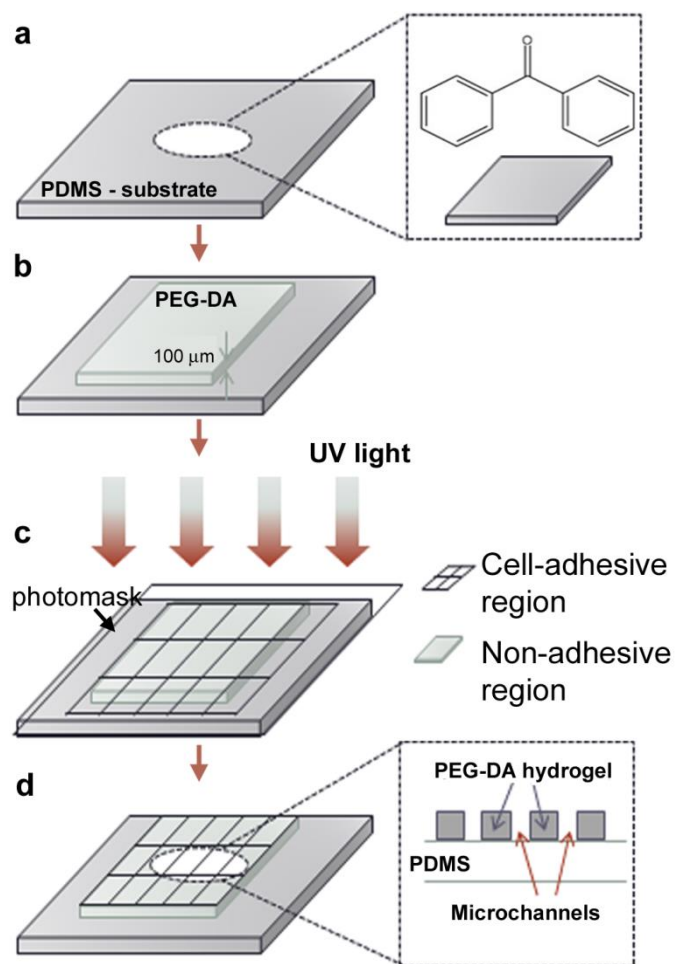 a
O
PDMS - substrate
b
PEG-DA
100 μm
UV light
c
photomask
Cell-adhesive
region
Non-adhesive
region
d
PEG-DA hydrogel
PDMS
Microchannels